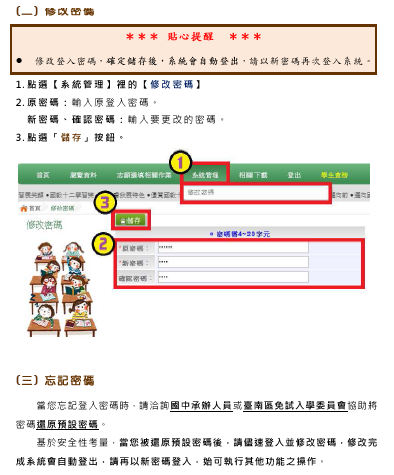 (二) 修改密碼
＊＊＊ 貼心提醒 ＊＊＊
● 修改登入密碼，確定儲存後，系統會自動登出，請以新密碼再次登入系統。
1.點選【系統管理】裡的【修改密碼】
2.原密碼：輸入原登入密碼。
新密碼、確認密碼：輸入要更改的密碼。
3.點選「儲存」按鈕。
1
首頁 瀏覽資料 志願選填相關作業 系統管理 相關下載 登出 學生查榜
修改密碼
首頁 修改密碼
3
儲存
修改密碼
※ 密碼需4~20字元
2
*原密碼： ••••••
*新密碼： ••••
確認密碼： ••••
(三) 忘記密碼
當您忘記登入密碼時，請洽詢國中承辦人員或臺南區免試入學委員會協助將
密碼還原預設密碼。
基於安全性考量，當您被還原預設密碼後，請儘速登入並修改密碼，修改完
成系統會自動登出，請再以新密碼登入，始可執行其他功能之操作。